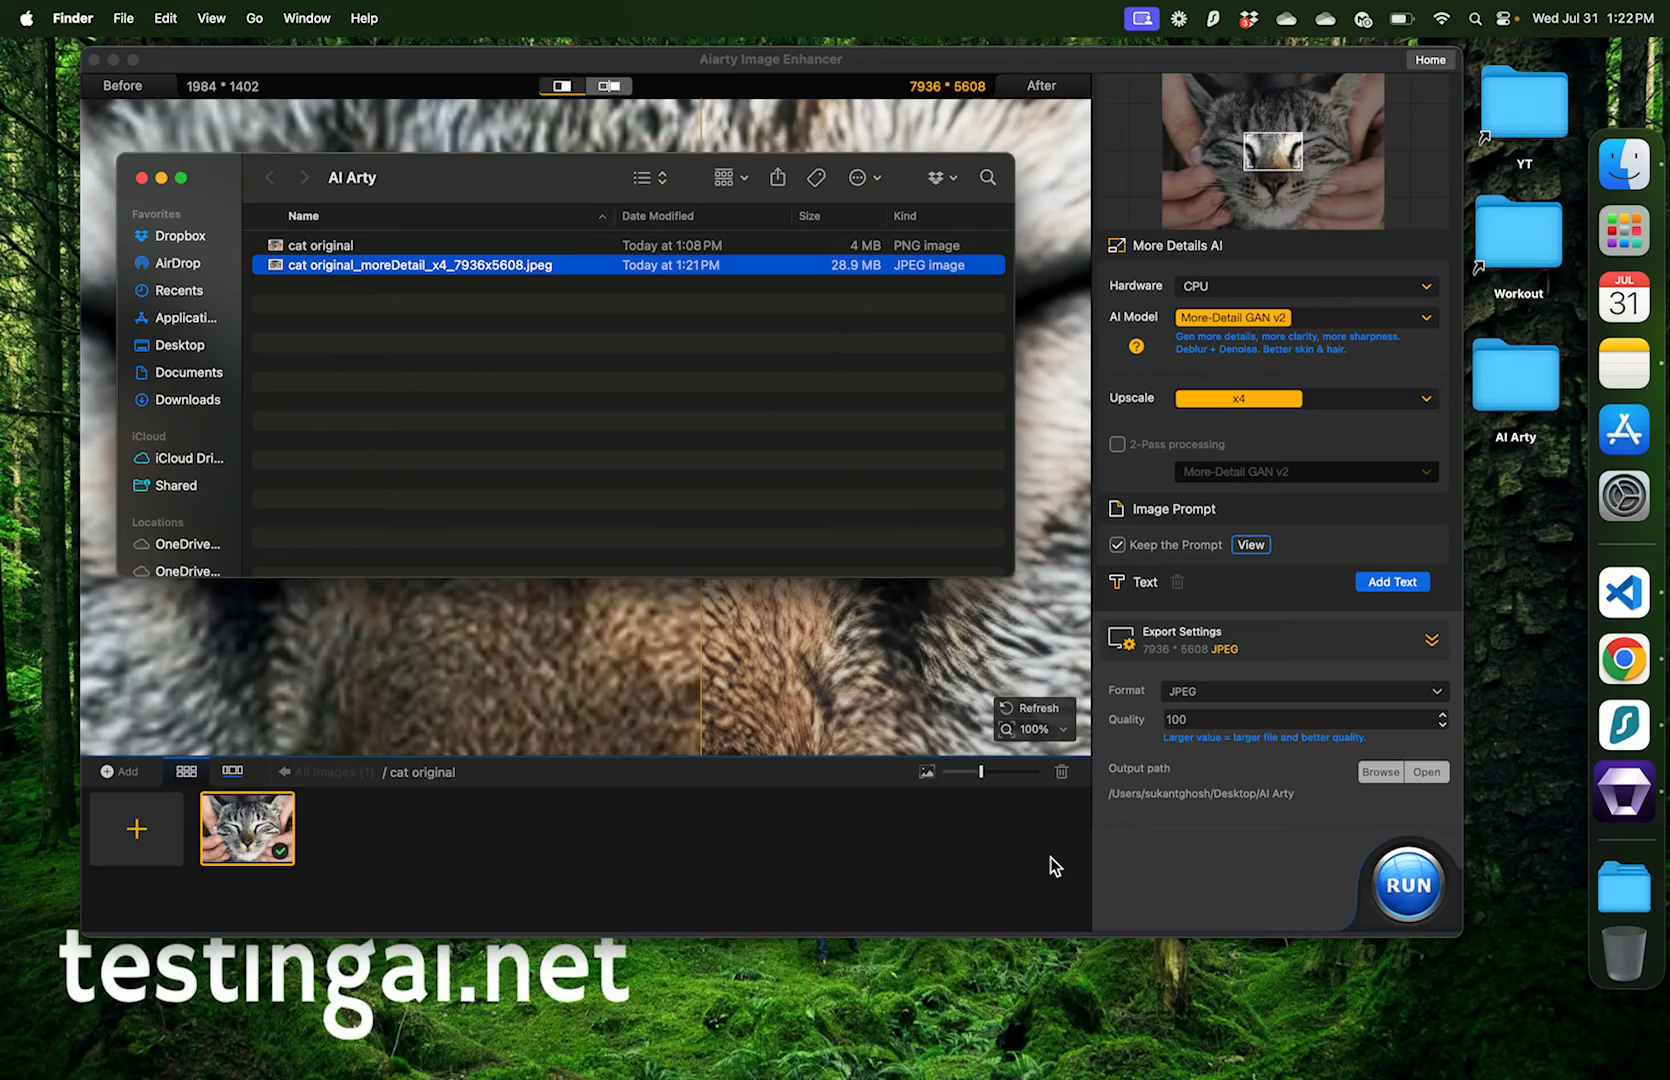 Finder File Edit View Go Window Help
Wed Jul 31 1:22 PM
Aiarty Image Enhancer
Home
Before
1984 * 1402
7936 * 5608
After
AI Arty
Favorites
Dropbox
AirDrop
Recents
Applicati...
Desktop
Documents
Downloads
iCloud
iCloud Dri...
Shared
Locations
OneDrive...
OneDrive...
Name Date Modified Size Kind
cat original Today at 1:08 PM 4 MB PNG image
cat original_moreDetail_x4_7936x5608.jpeg Today at 1:21 PM 28.9 MB JPEG image
More Details AI
Hardware CPU
AI Model More-Detail GAN v2
Gen more details, more clarity, more sharpness.
Deblur + Denoise. Better skin & hair.
?
Upscale x4
2-Pass processing
More-Detail GAN v2
Image Prompt
Keep the Prompt View
Text Add Text
Export Settings
7936 * 5608 JPEG
Format JPEG
Quality 100
Larger value = larger file and better quality.
Output path Browse Open
/Users/sukantghosh/Desktop/AI Arty
RUN
Refresh
100%
Add
All Images (1) / cat original
YT
Workout
AI Arty
JUL
31
testingai.net